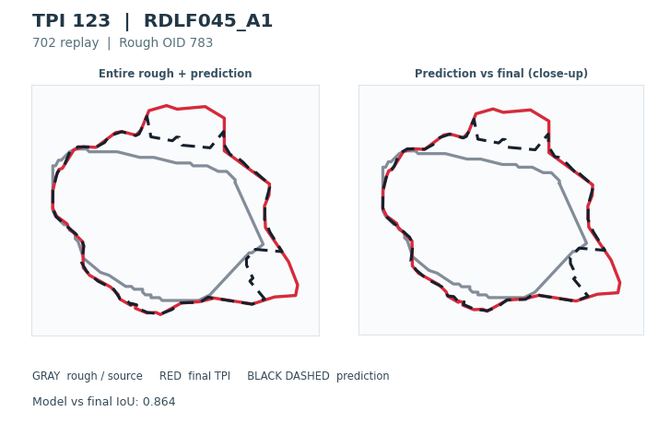 TPI 123 | RDLF045_A1
702 replay | Rough OID 783
Entire rough + prediction
Prediction vs final (close-up)
GRAY rough / source RED final TPI BLACK DASHED prediction
Model vs final IoU: 0.864